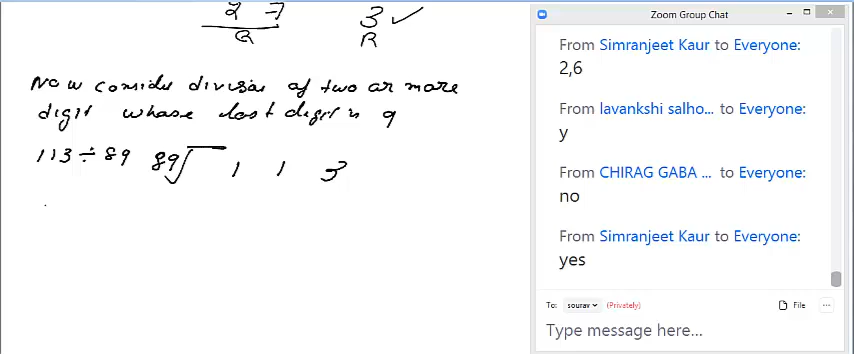 2 7 3 ✓
Q R
Now consider division of two or more
digit whose last digit is 9
113 ÷ 89 89 1 1 3
Zoom Group Chat
From Simranjeet Kaur to Everyone:
2,6
From lavankshi salho... to Everyone:
y
From CHIRAG GABA ... to Everyone:
no
From Simranjeet Kaur to Everyone:
yes
To: sourav (Privately) File ...
Type message here...